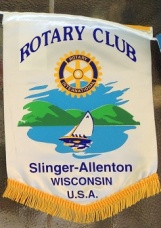 ROTARY CLUB
ROTARY
INTERNATIONAL
Slinger-Allenton
WISCONSIN
U.S.A.